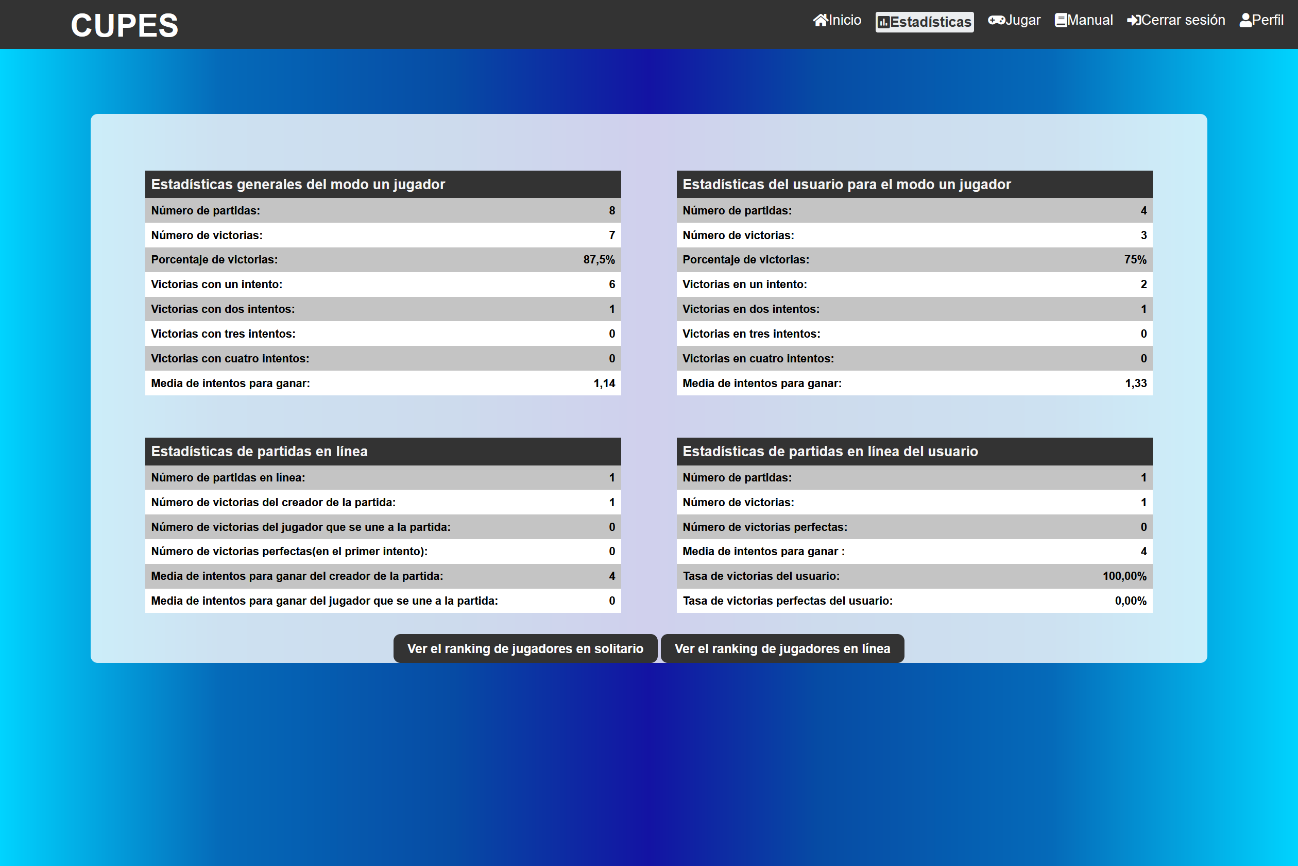 CUPES
Inicio
Estadísticas
Jugar
Manual
Cerrar sesión
Perfil
Estadísticas generales del modo un jugador
Número de partidas: 8
Número de victorias: 7
Porcentaje de victorias: 87,5%
Victorias con un intento: 6
Victorias con dos intentos: 1
Victorias con tres intentos: 0
Victorias con cuatro intentos: 0
Media de intentos para ganar: 1,14
Estadísticas del usuario para el modo un jugador
Número de partidas: 4
Número de victorias: 3
Porcentaje de victorias: 75%
Victorias en un intento: 2
Victorias en dos intentos: 1
Victorias en tres intentos: 0
Victorias en cuatro intentos: 0
Media de intentos para ganar: 1,33
Estadísticas de partidas en línea
Número de partidas en línea: 1
Número de victorias del creador de la partida: 1
Número de victorias del jugador que se une a la partida: 0
Número de victorias perfectas(en el primer intento): 0
Media de intentos para ganar del creador de la partida: 4
Media de intentos para ganar del jugador que se une a la partida: 0
Estadísticas de partidas en línea del usuario
Número de partidas: 1
Número de victorias: 1
Número de victorias perfectas: 0
Media de intentos para ganar : 4
Tasa de victorias del usuario: 100,00%
Tasa de victorias perfectas del usuario: 0,00%
Ver el ranking de jugadores en solitario
Ver el ranking de jugadores en línea